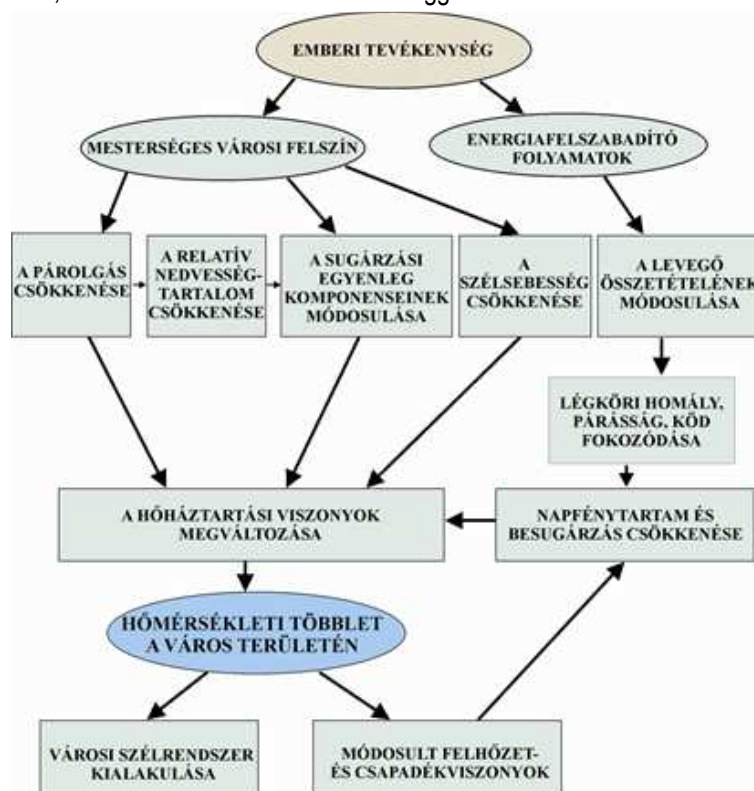 EMBERI TEVÉKENYSÉG
MESTERSÉGES VÁROSI FELSZÍN
ENERGIAFELSZABADÍTÓ
FOLYAMATOK
A PÁROLGÁS
CSÖKKENÉSE
A RELATÍV
NEDVESSÉG-
TARTALOM
CSÖKKENÉSE
A SUGÁRZÁSI
EGYENLEG
KOMPONENSEINEK
MÓDOSULÁSA
A
SZÉLSEBESSÉG
CSÖKKENÉSE
A LEVEGŐ
ÖSSZETÉTELÉNEK
MÓDOSULÁSA
LÉGKÖRI HOMÁLY,
PÁRÁSSÁG, KÖD
FOKOZÓDÁSA
A HŐHÁZTARTÁSI VISZONYOK
MEGVÁLTOZÁSA
NAPFÉNYTARTAM ÉS
BESUGÁRZÁS CSÖKKENÉSE
HŐMÉRSÉKLETI TÖBBLET
A VÁROS TERÜLETÉN
VÁROSI SZÉLRENDSZER
KIALAKULÁSA
MÓDOSULT FELHŐZET-
ÉS CSAPADÉKVISZONYOK